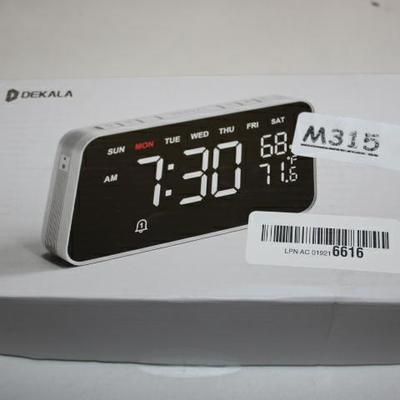 DEKALA
SUN MON TUE WED THU FRI SAT
AM 7:30
68.
°F
71.6
1
M315
LPN AC 01921 6616